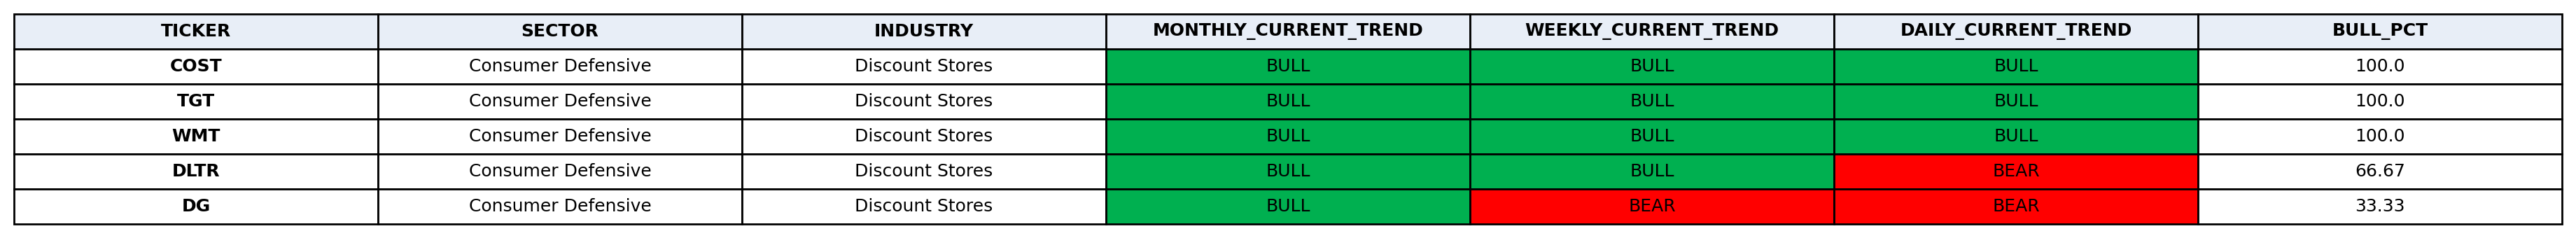 TICKER SECTOR INDUSTRY MONTHLY_CURRENT_TREND WEEKLY_CURRENT_TREND DAILY_CURRENT_TREND BULL_PCT
COST Consumer Defensive Discount Stores BULL BULL BULL 100.0
TGT Consumer Defensive Discount Stores BULL BULL BULL 100.0
WMT Consumer Defensive Discount Stores BULL BULL BULL 100.0
DLTR Consumer Defensive Discount Stores BULL BULL BEAR 66.67
DG Consumer Defensive Discount Stores BULL BEAR BEAR 33.33